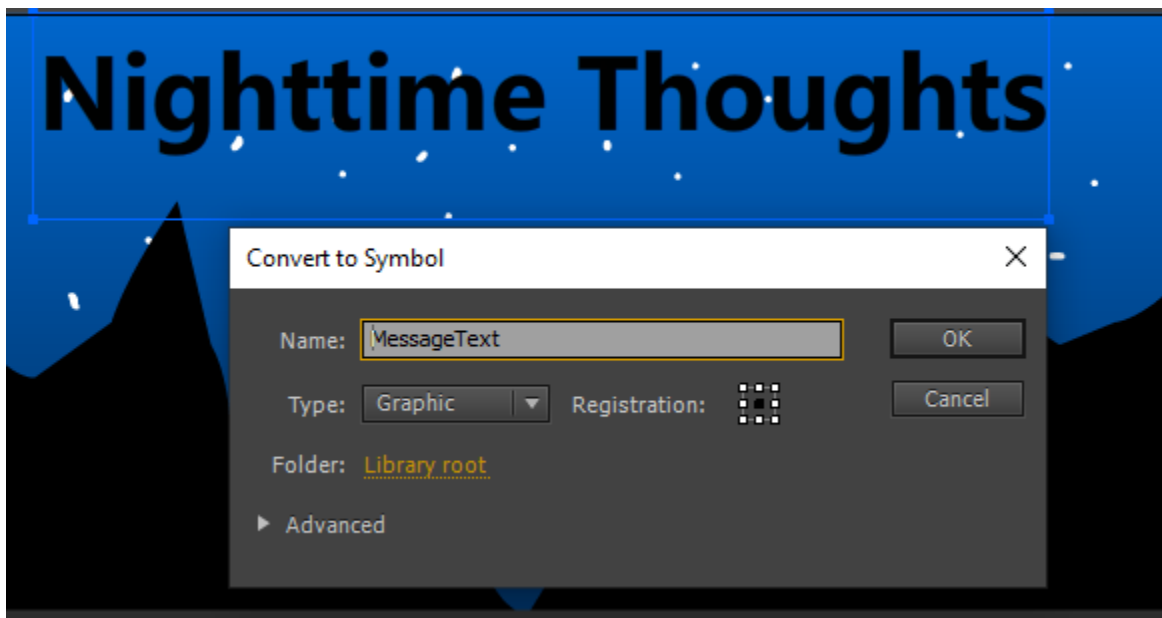 Nighttime Thoughts
Convert to Symbol
Name: MessageText OK
Type: Graphic Registration: Cancel
Folder: Library root
Advanced